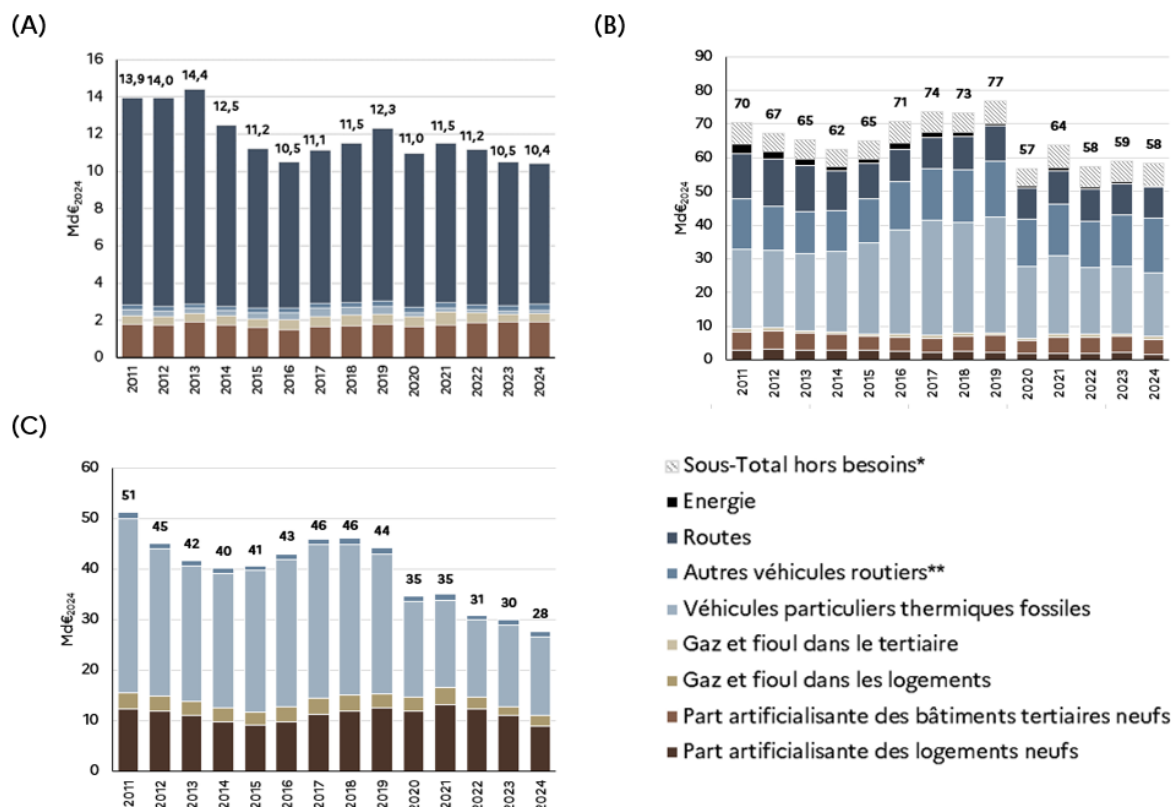 (A)
16
14
12
10
8
6
4
2
0
Md€2024
13,9 14,0 14,4 12,5 11,2 10,5 11,1 11,5 12,3 11,0 11,5 11,2 10,5 10,4
2011 2012 2013 2014 2015 2016 2017 2018 2019 2020 2021 2022 2023 2024
(B)
90
80
70
60
50
40
30
20
10
0
Md€2024
70 67 65 62 65 71 74 73 77 57 64 58 59 58
2011 2012 2013 2014 2015 2016 2017 2018 2019 2020 2021 2022 2023 2024
(C)
60
50
40
30
20
10
0
Md€2024
51 45 42 40 41 43 46 46 44 35 35 31 30 28
2011 2012 2013 2014 2015 2016 2017 2018 2019 2020 2021 2022 2023 2024
Sous-Total hors besoins*
Energie
Routes
Autres véhicules routiers**
Véhicules particuliers thermiques fossiles
Gaz et fioul dans le tertiaire
Gaz et fioul dans les logements
Part artificialisante des bâtiments tertiaires neufs
Part artificialisante des logements neufs